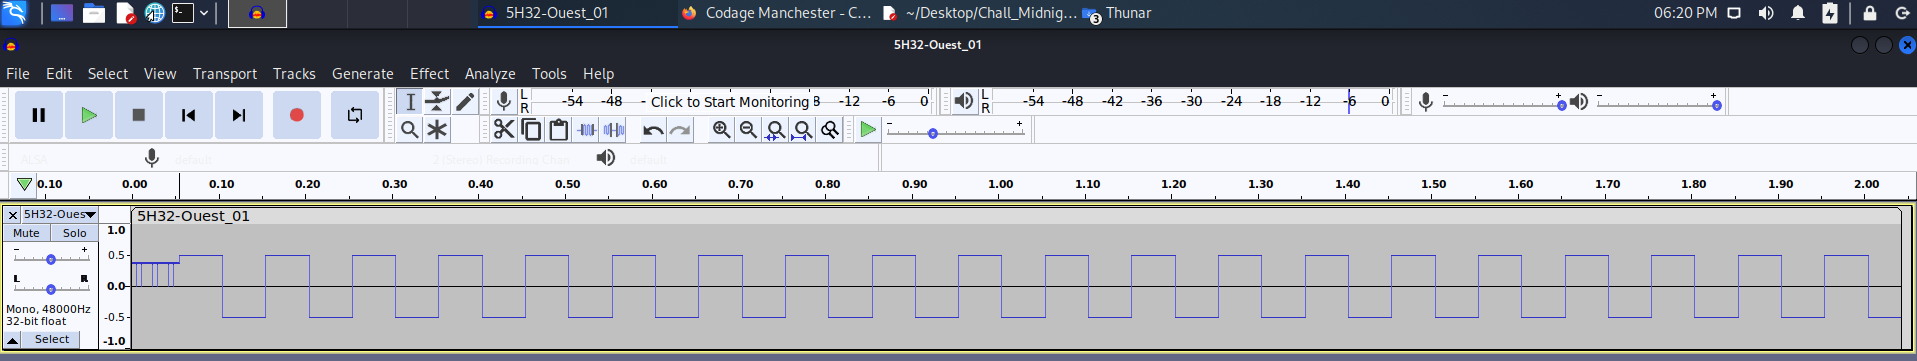 5H32-Ouest_01
Codage Manchester - C...
~/Desktop/Chall_Midnig...
3 Thunar
06:20 PM
5H32-Ouest_01
File Edit Select View Transport Tracks Generate Effect Analyze Tools Help
L R -54 -48 - Click to Start Monitoring 8 -12 -6 0
L R -54 -48 -42 -36 -30 -24 -18 -12 -6 0
- +
- +
- +
ALSA default 2 (Stereo) Recording Chan default
0.10 0.00 0.10 0.20 0.30 0.40 0.50 0.60 0.70 0.80 0.90 1.00 1.10 1.20 1.30 1.40 1.50 1.60 1.70 1.80 1.90 2.00
5H32-Oues
5H32-Ouest_01
Mute Solo
- +
L R
Mono, 48000Hz
32-bit float
Select
1.0
0.5
0.0
-0.5
-1.0